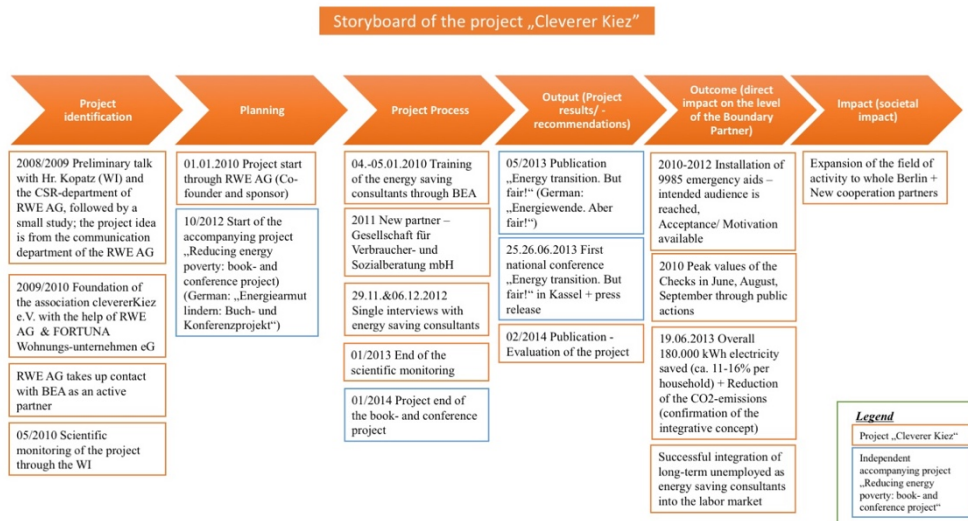 Storyboard of the project „Cleverer Kiez”
Project
identification
2008/2009 Preliminary talk
with Hr. Kopatz (WI) and
the CSR-department of
RWE AG, followed by a
small study; the project idea
is from the communication
department of the RWE AG
2009/2010 Foundation of
the association clevererKiez
e.V. with the help of RWE
AG & FORTUNA
Wohnungs-unternehmen eG
RWE AG takes up contact
with BEA as an active
partner
05/2010 Scientific
monitoring of the project
through the WI
Planning
01.01.2010 Project start
through RWE AG (Co-
founder and sponsor)
10/2012 Start of the
accompanying project
„Reducing energy
poverty: book- and
conference project)
(German: „Energiearmut
lindern: Buch- und
Konferenzprojekt“)
Project Process
04.-05.01.2010 Training of
the energy saving
consultants through BEA
2011 New partner –
Gesellschaft für
Verbraucher- und
Sozialberatung mbH
29.11.&06.12.2012
Single interviews with
energy saving consultants
01/2013 End of the
scientific monitoring
01/2014 Project end of
the book- and conference
project
Output (Project
results/ -
recommendations)
05/2013 Publication
„Energy transition. But
fair!“ (German:
„Energiewende. Aber
fair!“)
25.26.06.2013 First
national conference
„Energy transition. But
fair!“ in Kassel + press
release
02/2014 Publication -
Evaluation of the project
Outcome (direct
impact on the level
of the Boundary
Partner)
2010-2012 Installation of
9985 emergency aids –
intended audience is
reached,
Acceptance/ Motivation
available
2010 Peak values of the
Checks in June, August,
September through public
actions
19.06.2013 Overall
180.000 kWh electricity
saved (ca. 11-16% per
household) + Reduction
of the CO2-emissions
(confirmation of the
integrative concept)
Successful integration of
long-term unemployed as
energy saving consultants
into the labor market
Impact (societal
impact)
Expansion of the field of
activity to whole Berlin +
New cooperation partners
Legend
Project „Cleverer Kiez“
Independent
accompanying project
„Reducing energy
poverty: book- and
conference project“